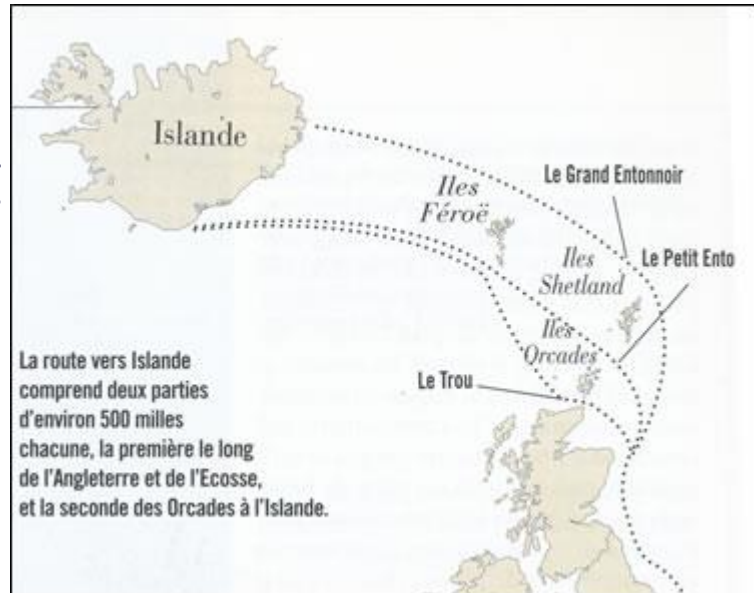 Islande
Iles
Féroë
Le Grand Entonnoir
Iles
Shetland
Le Petit Ento
Iles
Orcades
Le Trou
La route vers Islande
comprend deux parties
d'environ 500 milles
chacune, la première le long
de l'Angleterre et de l'Ecosse,
et la seconde des Orcades à l'Islande.